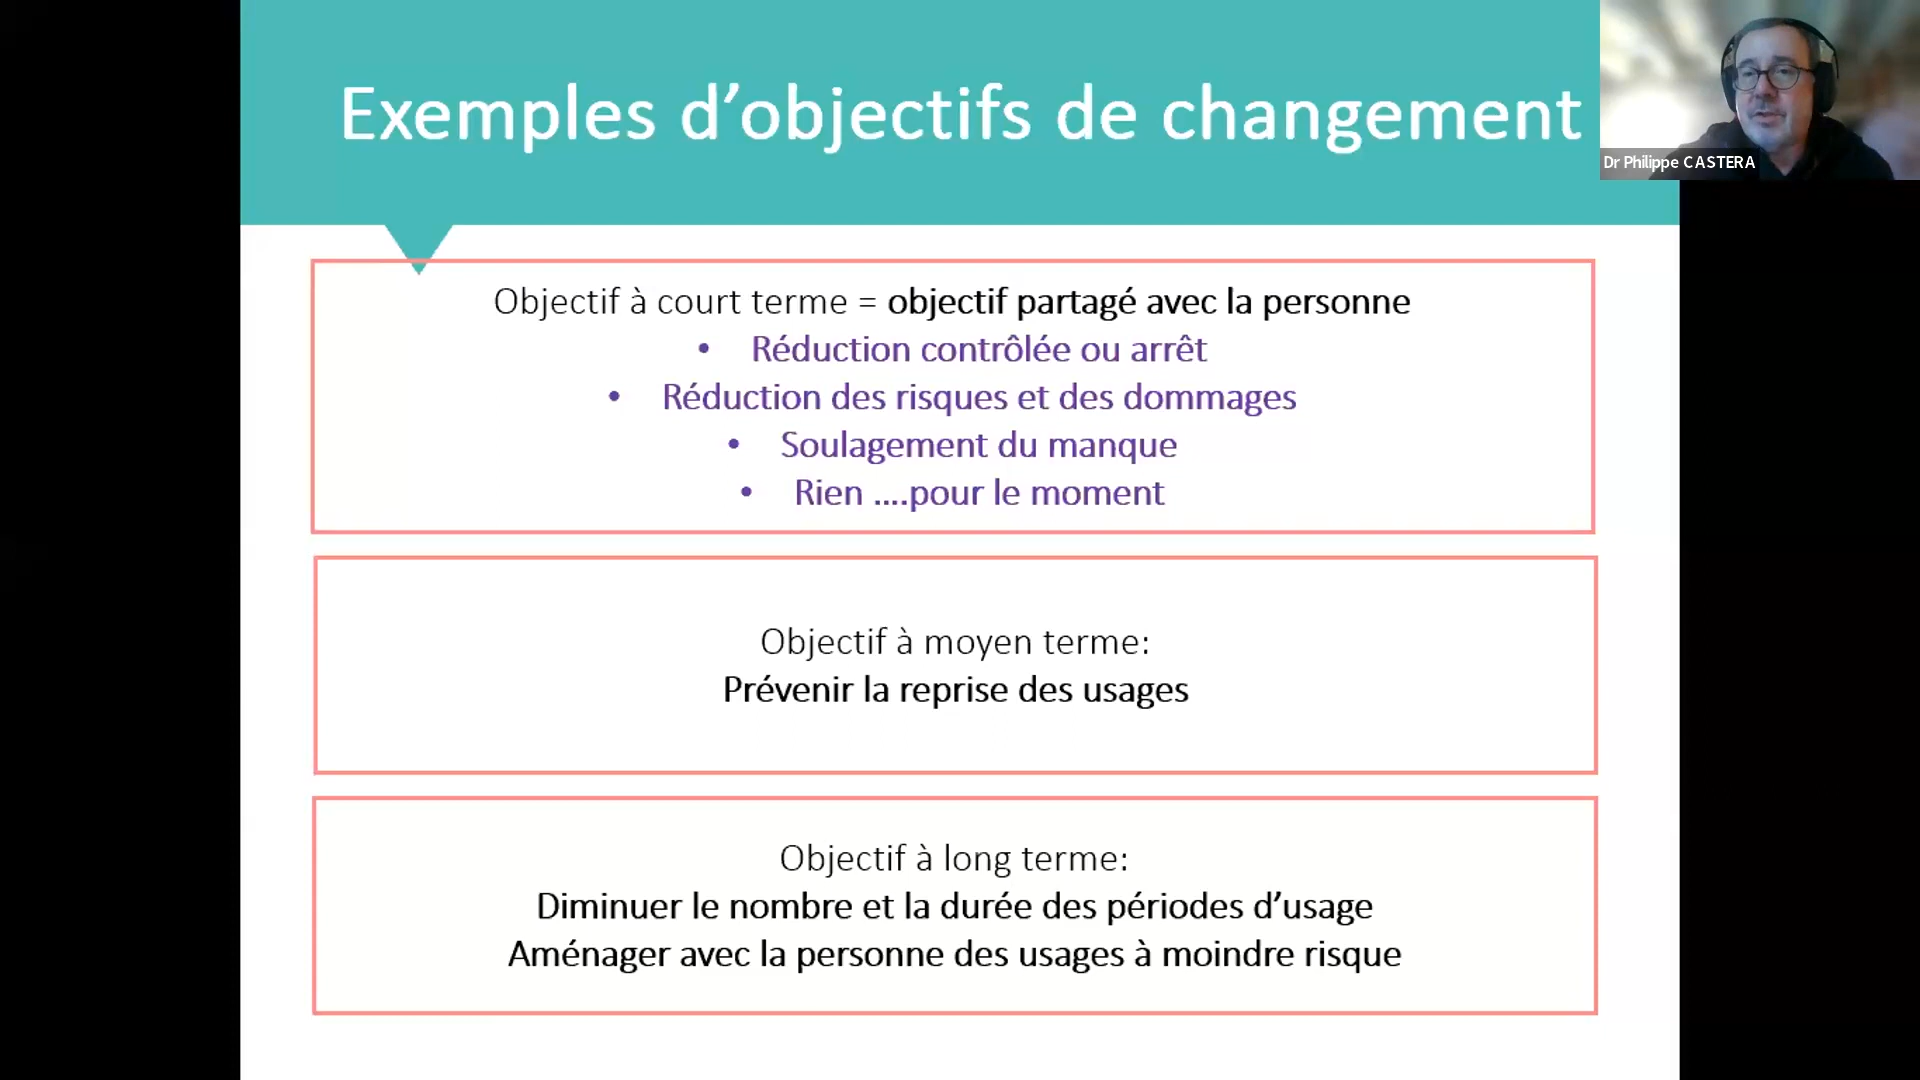 Exemples d’objectifs de changement
Dr Philippe CASTERA
Objectif à court terme = objectif partagé avec la personne
• Réduction contrôlée ou arrêt
• Réduction des risques et des dommages
• Soulagement du manque
• Rien ....pour le moment
Objectif à moyen terme:
Prévenir la reprise des usages
Objectif à long terme:
Diminuer le nombre et la durée des périodes d’usage
Aménager avec la personne des usages à moindre risque